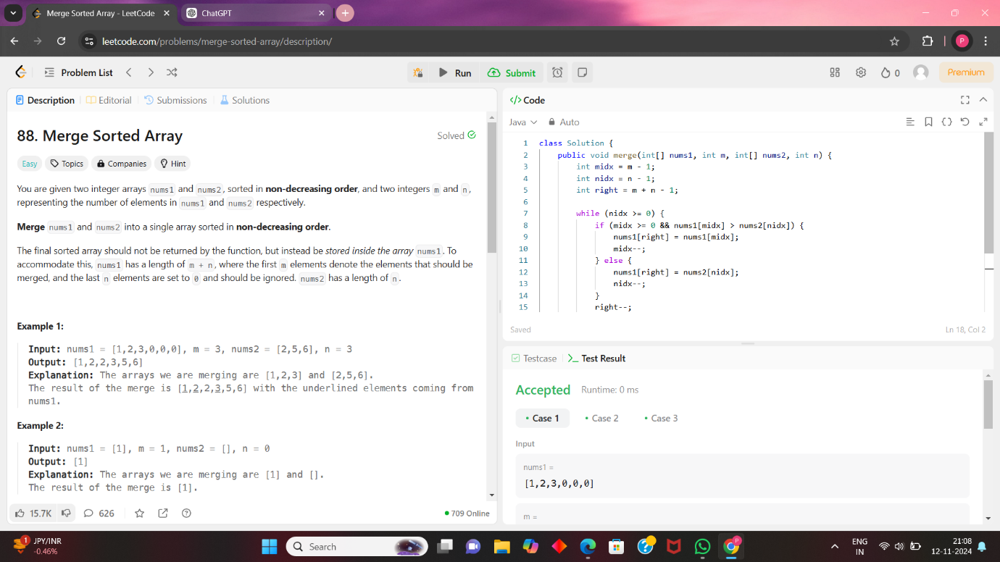 Merge Sorted Array - LeetCode
ChatGPT
leetcode.com/problems/merge-sorted-array/description/
P
Problem List
Run
Submit
0
Premium
Description
Editorial
Submissions
Solutions
88. Merge Sorted Array
Solved
Easy
Topics
Companies
Hint
You are given two integer arrays nums1 and nums2, sorted in non-decreasing order, and two integers m and n,
representing the number of elements in nums1 and nums2 respectively.
Merge nums1 and nums2 into a single array sorted in non-decreasing order.
The final sorted array should not be returned by the function, but instead be stored inside the array nums1. To
accommodate this, nums1 has a length of m + n, where the first m elements denote the elements that should be
merged, and the last n elements are set to 0 and should be ignored. nums2 has a length of n.
Example 1:
Input: nums1 = [1,2,3,0,0,0], m = 3, nums2 = [2,5,6], n = 3
Output: [1,2,2,3,5,6]
Explanation: The arrays we are merging are [1,2,3] and [2,5,6].
The result of the merge is [1,2,2,3,5,6] with the underlined elements coming from
nums1.
Example 2:
Input: nums1 = [1], m = 1, nums2 = [], n = 0
Output: [1]
Explanation: The arrays we are merging are [1] and [].
The result of the merge is [1].
15.7K
626
709 Online
Code
Java
Auto
1 class Solution {
2 public void merge(int[] nums1, int m, int[] nums2, int n) {
3 int midx = m - 1;
4 int nidx = n - 1;
5 int right = m + n - 1;
6
7 while (nidx >= 0) {
8 if (midx >= 0 && nums1[midx] > nums2[nidx]) {
9 nums1[right] = nums1[midx];
10 midx--;
11 } else {
12 nums1[right] = nums2[nidx];
13 nidx--;
14 }
15 right--;
Saved
Ln 18, Col 2
Testcase
Test Result
Accepted
Runtime: 0 ms
Case 1
Case 2
Case 3
Input
nums1 =
[1,2,3,0,0,0]
m =
1
JPY/INR
-0.46%
Search
P
ENG
IN
21:08
12-11-2024